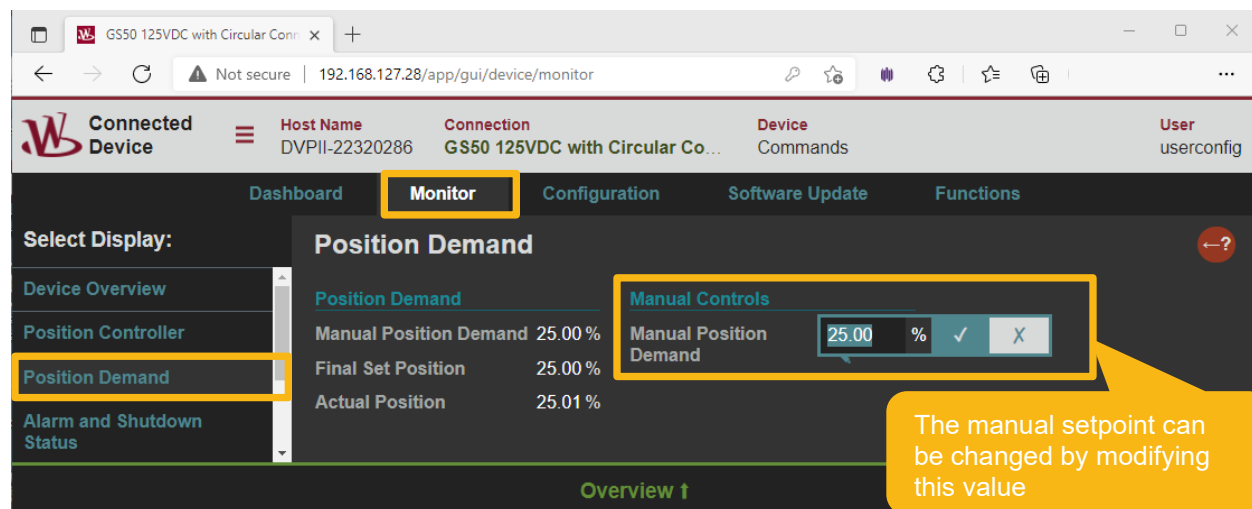 GS50 125VDC with Circular Conn
Not secure | 192.168.127.28/app/gui/device/monitor
W Connected Device
Host Name
DVPII-22320286
Connection
GS50 125VDC with Circular Co...
Device
Commands
User
userconfig
Dashboard Monitor Configuration Software Update Functions
Select Display:
Device Overview
Position Controller
Position Demand
Alarm and Shutdown
Status
Position Demand
←?
Position Demand
Manual Position Demand 25.00 %
Final Set Position 25.00 %
Actual Position 25.01 %
Manual Controls
Manual Position
Demand
25.00 % ✓ X
The manual setpoint can
be changed by modifying
this value
Overview ↑